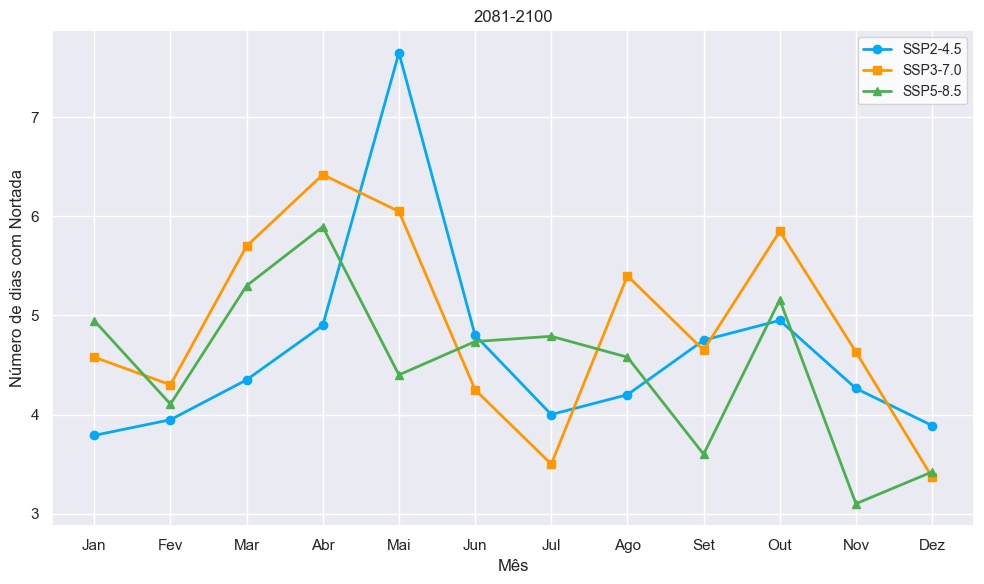 2081-2100
SSP2-4.5
SSP3-7.0
SSP5-8.5
Número de dias com Nortada
7
6
5
4
3
Jan Fev Mar Abr Mai Jun Jul Ago Set Out Nov Dez
Mês